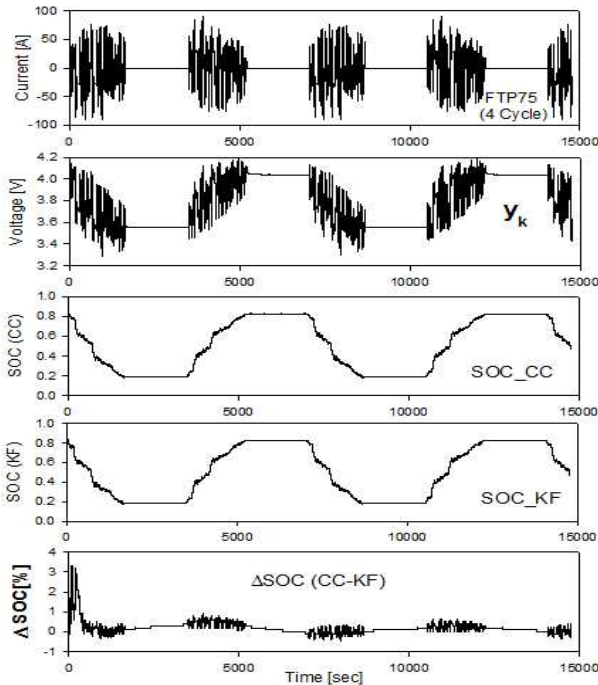 Current [A]
100
50
0
-50
-100
FTP75
(4 Cycle)
0 5000 10000 15000
Voltage [V]
4.2
4.0
3.8
3.6
3.4
3.2
yk
0 5000 10000 15000
SOC (CC)
1.0
0.8
0.6
0.4
0.2
0.0
SOC_CC
0 5000 10000 15000
SOC (KF)
1.0
0.8
0.6
0.4
0.2
0.0
SOC_KF
0 5000 10000 15000
Δ SOC[%]
4
3
2
1
0
-1
ΔSOC (CC-KF)
0 5000 10000 15000
Time [sec]